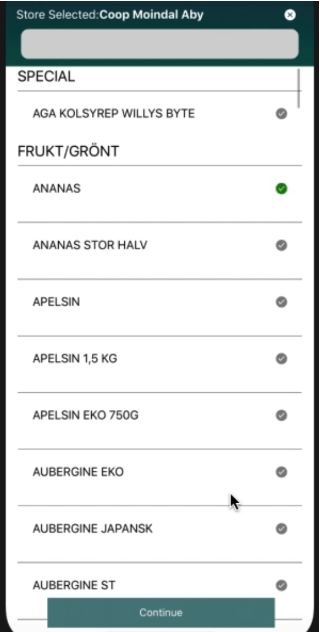 Store Selected:Coop Moindal Aby
SPECIAL
AGA KOLSYREP WILLYS BYTE
FRUKT/GRÖNT
ANANAS
ANANAS STOR HALV
APELSIN
APELSIN 1,5 KG
APELSIN EKO 750G
AUBERGINE EKO
AUBERGINE JAPANSK
AUBERGINE ST
Continue